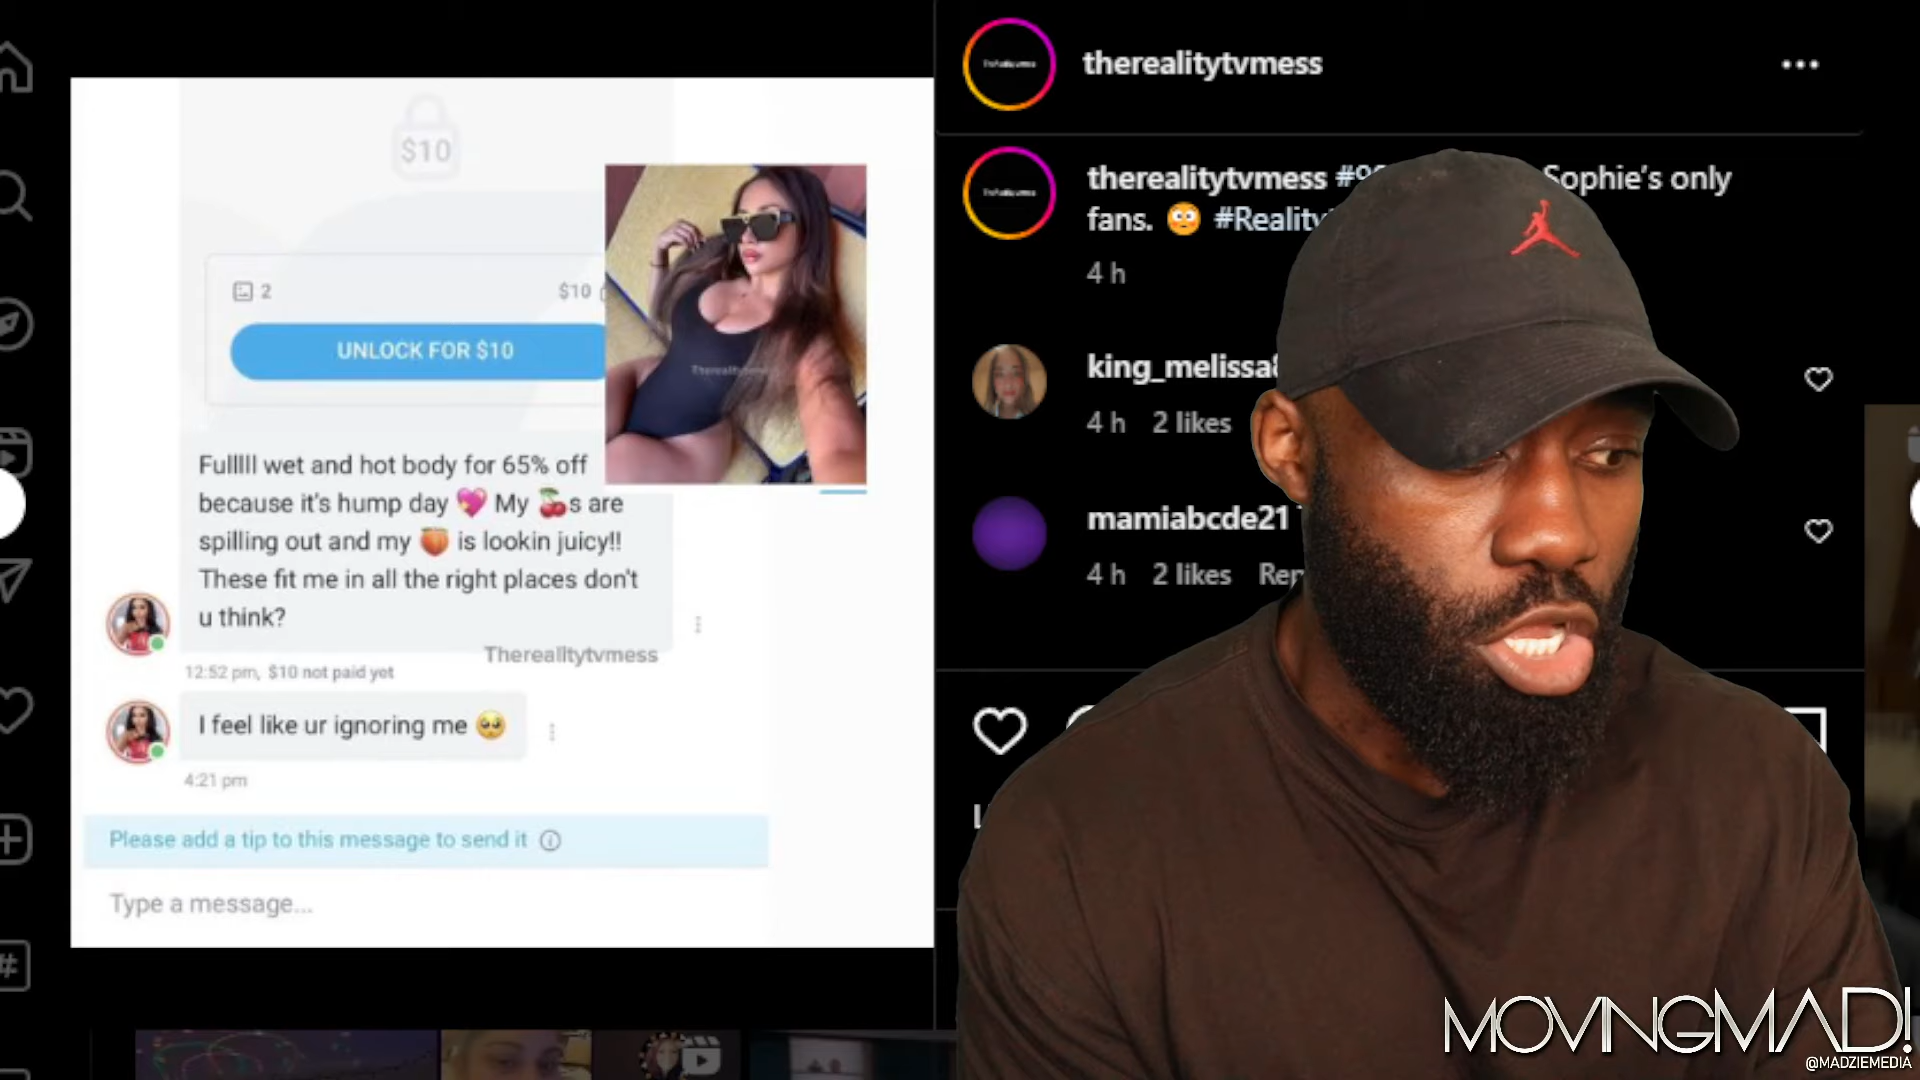 $10
2
$10
UNLOCK FOR $10
Fulllll wet and hot body for 65% off
because it's hump day 💖 My 🍒s are
spilling out and my 🍑 is lookin juicy!!
These fit me in all the right places don't
u think?
Therealitytvmess
12:52 pm, $10 not paid yet
I feel like ur ignoring me 🥺
4:21 pm
Please add a tip to this message to send it
Type a message...
therealitytvmess
therealitytvmess Sophie's only
fans. 😳 #Reality
4 h
king_melissa
4 h 2 likes
mamiabcde21
4 h 2 likes
MOVINGMAD!
@MADZIEMEDIA